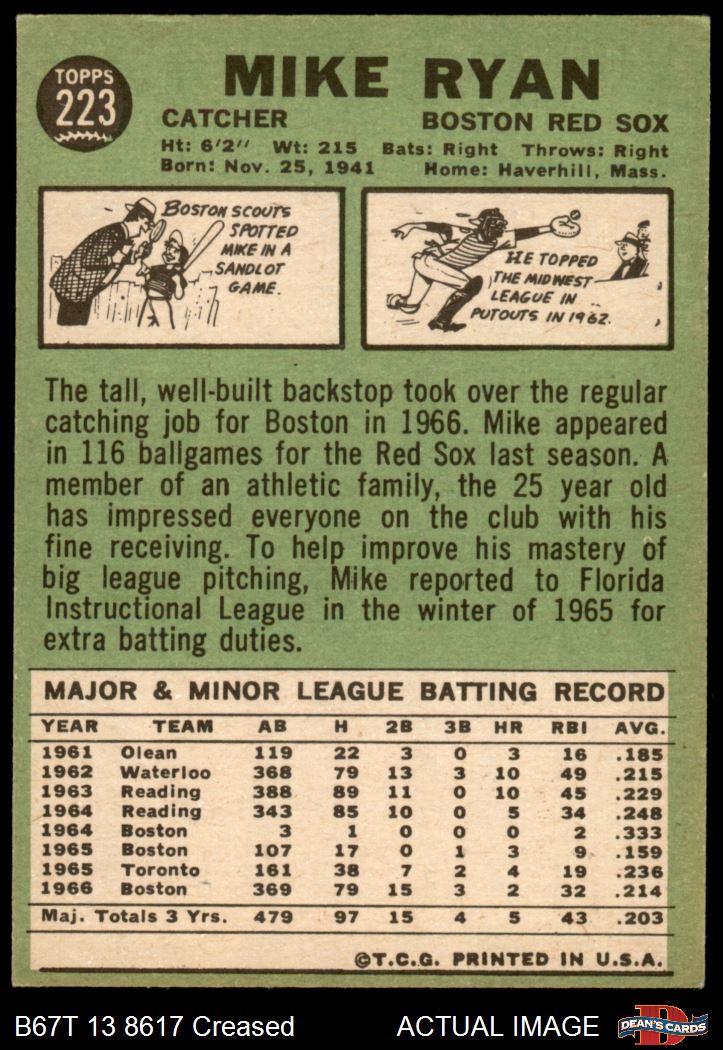 TOPPS
223
MIKE RYAN
CATCHER BOSTON RED SOX
Ht: 6'2" Wt: 215 Bats: Right Throws: Right
Born: Nov. 25, 1941 Home: Haverhill, Mass.
BOSTON SCOUTS
SPOTTED
MIKE IN A
SANDLOT
GAME.
HE TOPPED
THE MIDWEST
LEAGUE IN
PUTOUTS IN 1962.
The tall, well-built backstop took over the regular
catching job for Boston in 1966. Mike appeared
in 116 ballgames for the Red Sox last season. A
member of an athletic family, the 25 year old
has impressed everyone on the club with his
fine receiving. To help improve his mastery of
big league pitching, Mike reported to Florida
Instructional League in the winter of 1965 for
extra batting duties.
MAJOR & MINOR LEAGUE BATTING RECORD
YEAR TEAM AB H 2B 3B HR RBI AVG.
1961 Olean 119 22 3 0 3 16 .185
1962 Waterloo 368 79 13 3 10 49 .215
1963 Reading 388 89 11 0 10 45 .229
1964 Reading 343 85 10 0 5 34 .248
1964 Boston 3 1 0 0 0 2 .333
1965 Boston 107 17 0 1 3 9 .159
1965 Toronto 161 38 7 2 4 19 .236
1966 Boston 369 79 15 3 2 32 .214
Maj. Totals 3 Yrs. 479 97 15 4 5 43 .203
©T.C.G. PRINTED IN U.S.A.
B67T 13 8617 Creased ACTUAL IMAGE
D
DEAN'S CARDS